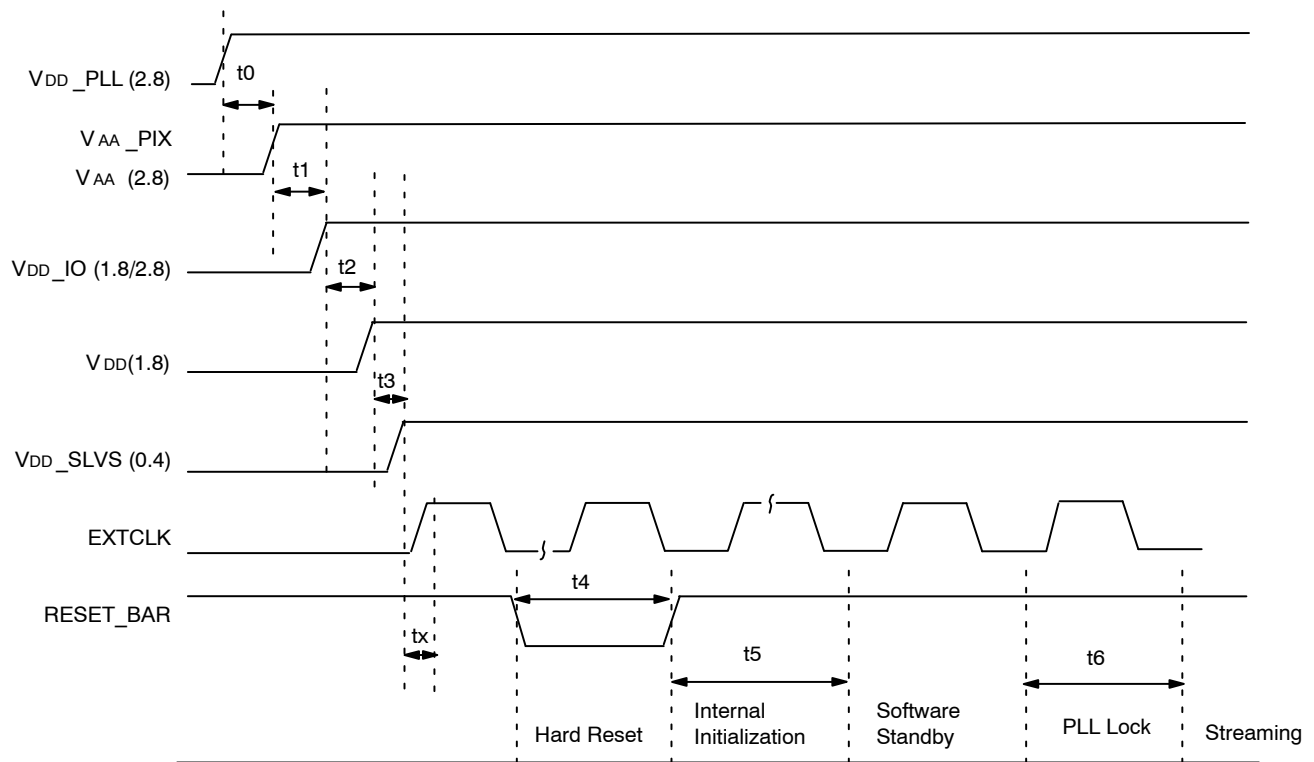 VDD_PLL (2.8)
t0
VAA_PIX
VAA (2.8)
t1
VDD_IO (1.8/2.8)
t2
VDD(1.8)
t3
VDD_SLVS (0.4)
EXTCLK
RESET_BAR
t4
tx
t5
t6
Hard Reset
Internal
Initialization
Software
Standby
PLL Lock
Streaming